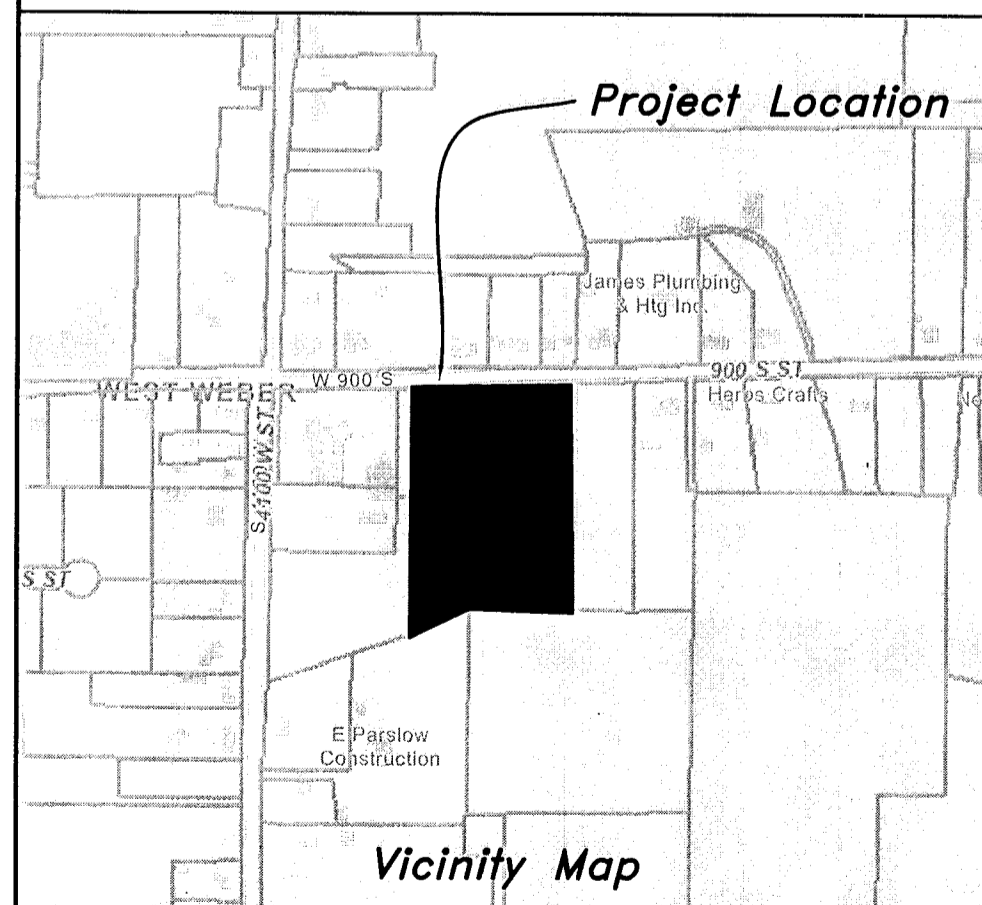 Project Location
James Plumbing
& Htg Inc.
W 900 S
900 S ST
WEST WEBER
Herbs Crafts
S 4100 W ST
S ST
E Parslow
Construction
Vicinity Map